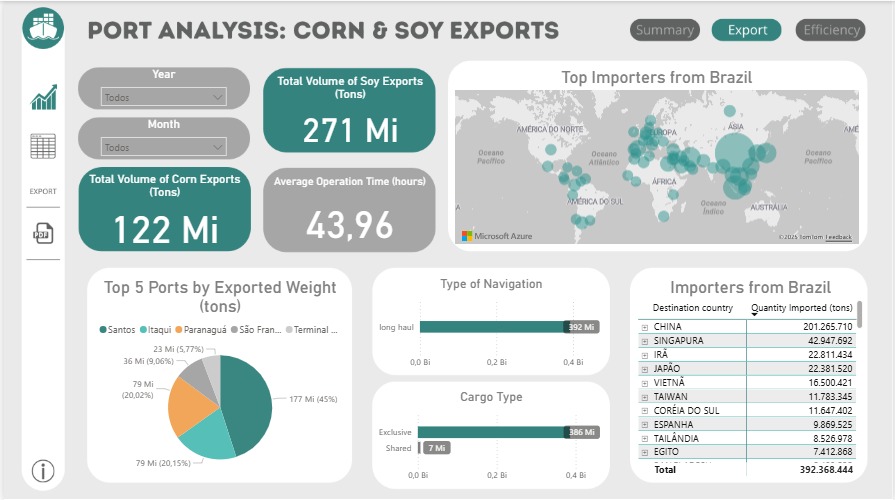 PORT ANALYSIS: CORN & SOY EXPORTS
Summary
Export
Efficiency
Year
Todos
Month
Todos
Total Volume of Soy Exports
(Tons)
271 Mi
Total Volume of Corn Exports
(Tons)
122 Mi
Average Operation Time (hours)
43,96
EXPORT
PDF
Top Importers from Brazil
AMÉRICA DO NORTE
EUROPA
ÁSIA
AMÉ
Oceano
Pacífico
Oceano
Atlântico
Oceano
Pacífico
ÁFRICA
AMÉRICA DO SUL
Oceano
Índico
AUSTRÁLIA
Microsoft Azure
©2025 TomTom Feedback
Top 5 Ports by Exported Weight
(tons)
Santos Itaqui Paranaguá São Fran... Terminal ...
23 Mi (5,77%)
36 Mi (9,06%)
79 Mi
(20,02%)
177 Mi (45%)
79 Mi (20,15%)
Type of Navigation
long haul
392 Mi
0,0 Bi 0,2 Bi 0,4 Bi
Cargo Type
Exclusive 386 Mi
Shared 7 Mi
0,0 Bi 0,2 Bi 0,4 Bi
Importers from Brazil
Destination country Quantity Imported (tons)
CHINA 201.265.710
SINGAPURA 42.947.692
IRÃ 22.811.434
JAPÃO 22.381.520
VIETNÃ 16.500.421
TAIWAN 11.783.345
CORÉIA DO SUL 11.647.402
ESPANHA 9.869.525
TAILÂNDIA 8.526.978
EGITO 7.412.868
Total 392.368.444